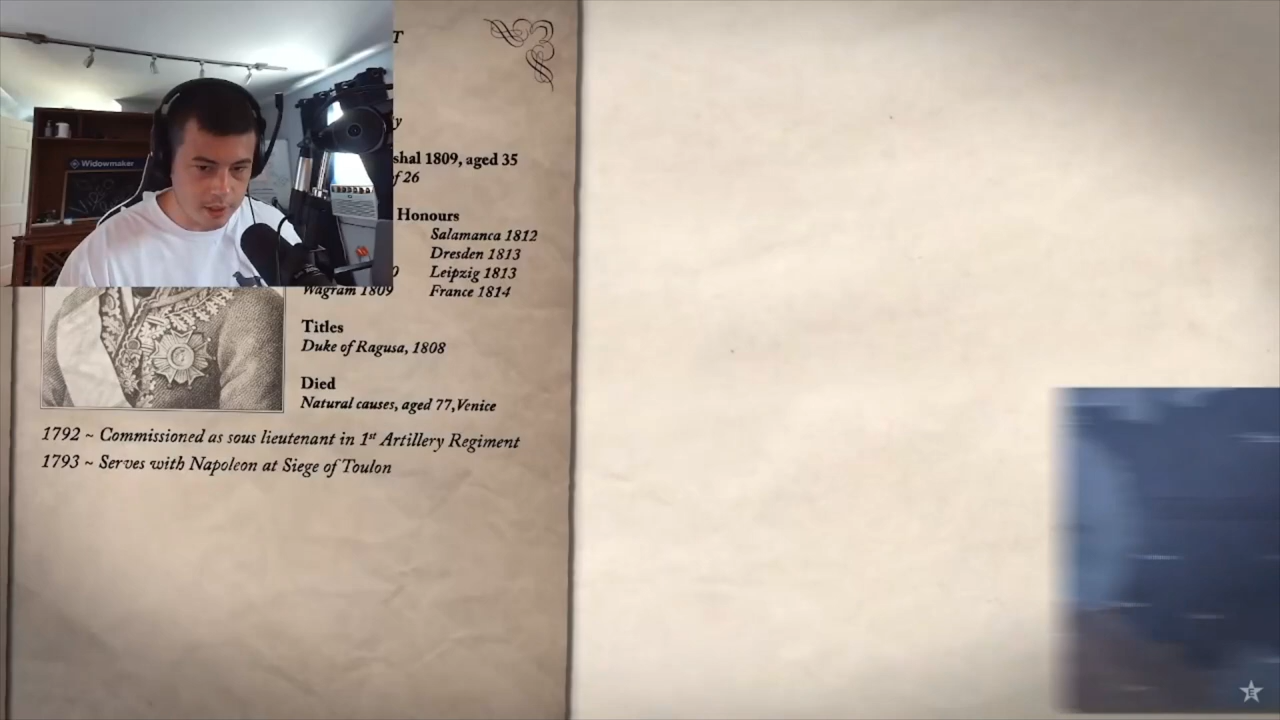 T
y
shal 1809, aged 35
f 26
Honours
Salamanca 1812
Dresden 1813
0 Leipzig 1813
Wagram 1809 France 1814
Titles
Duke of Ragusa, 1808
Died
Natural causes, aged 77, Venice
1792 ~ Commissioned as sous lieutenant in 1st Artillery Regiment
1793 ~ Serves with Napoleon at Siege of Toulon
Widowmaker
E